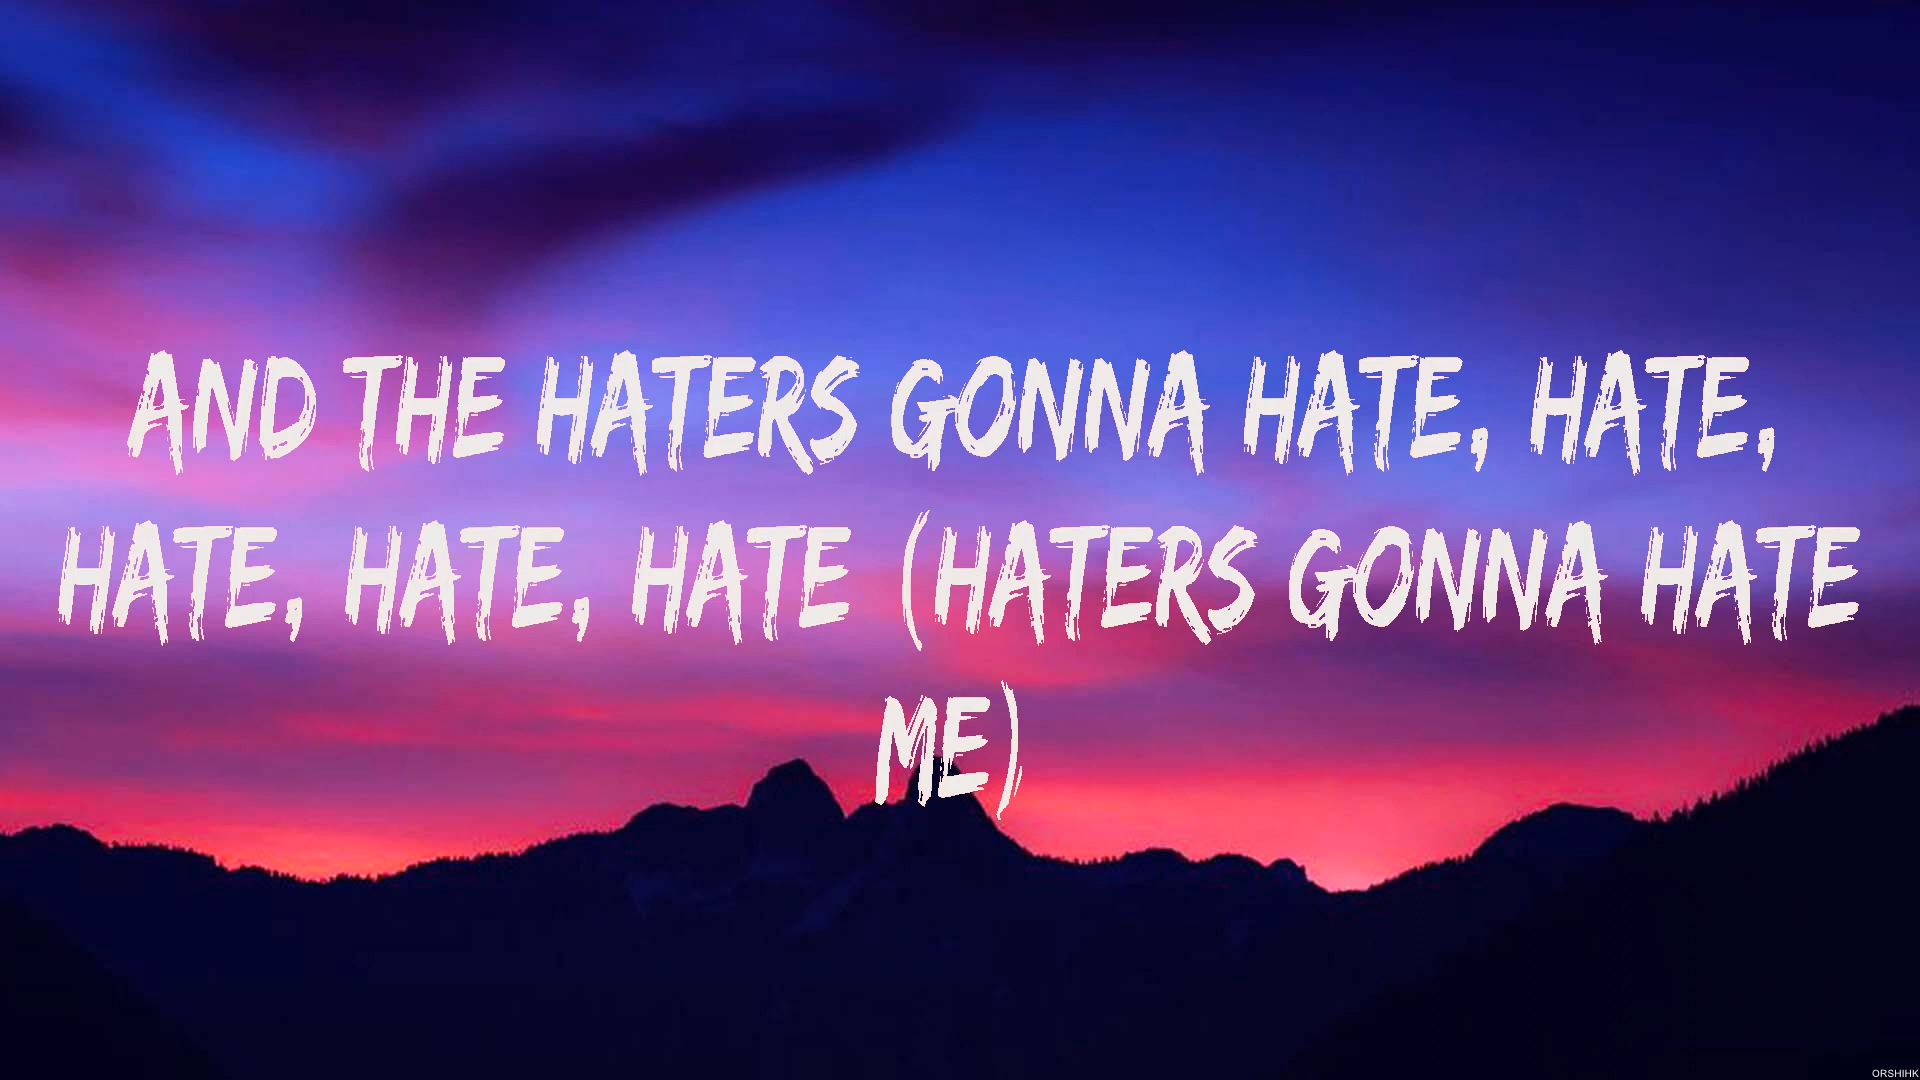 AND THE HATERS GONNA HATE, HATE,
HATE, HATE, HATE (HATERS GONNA HATE
ME)
ORSHIHK